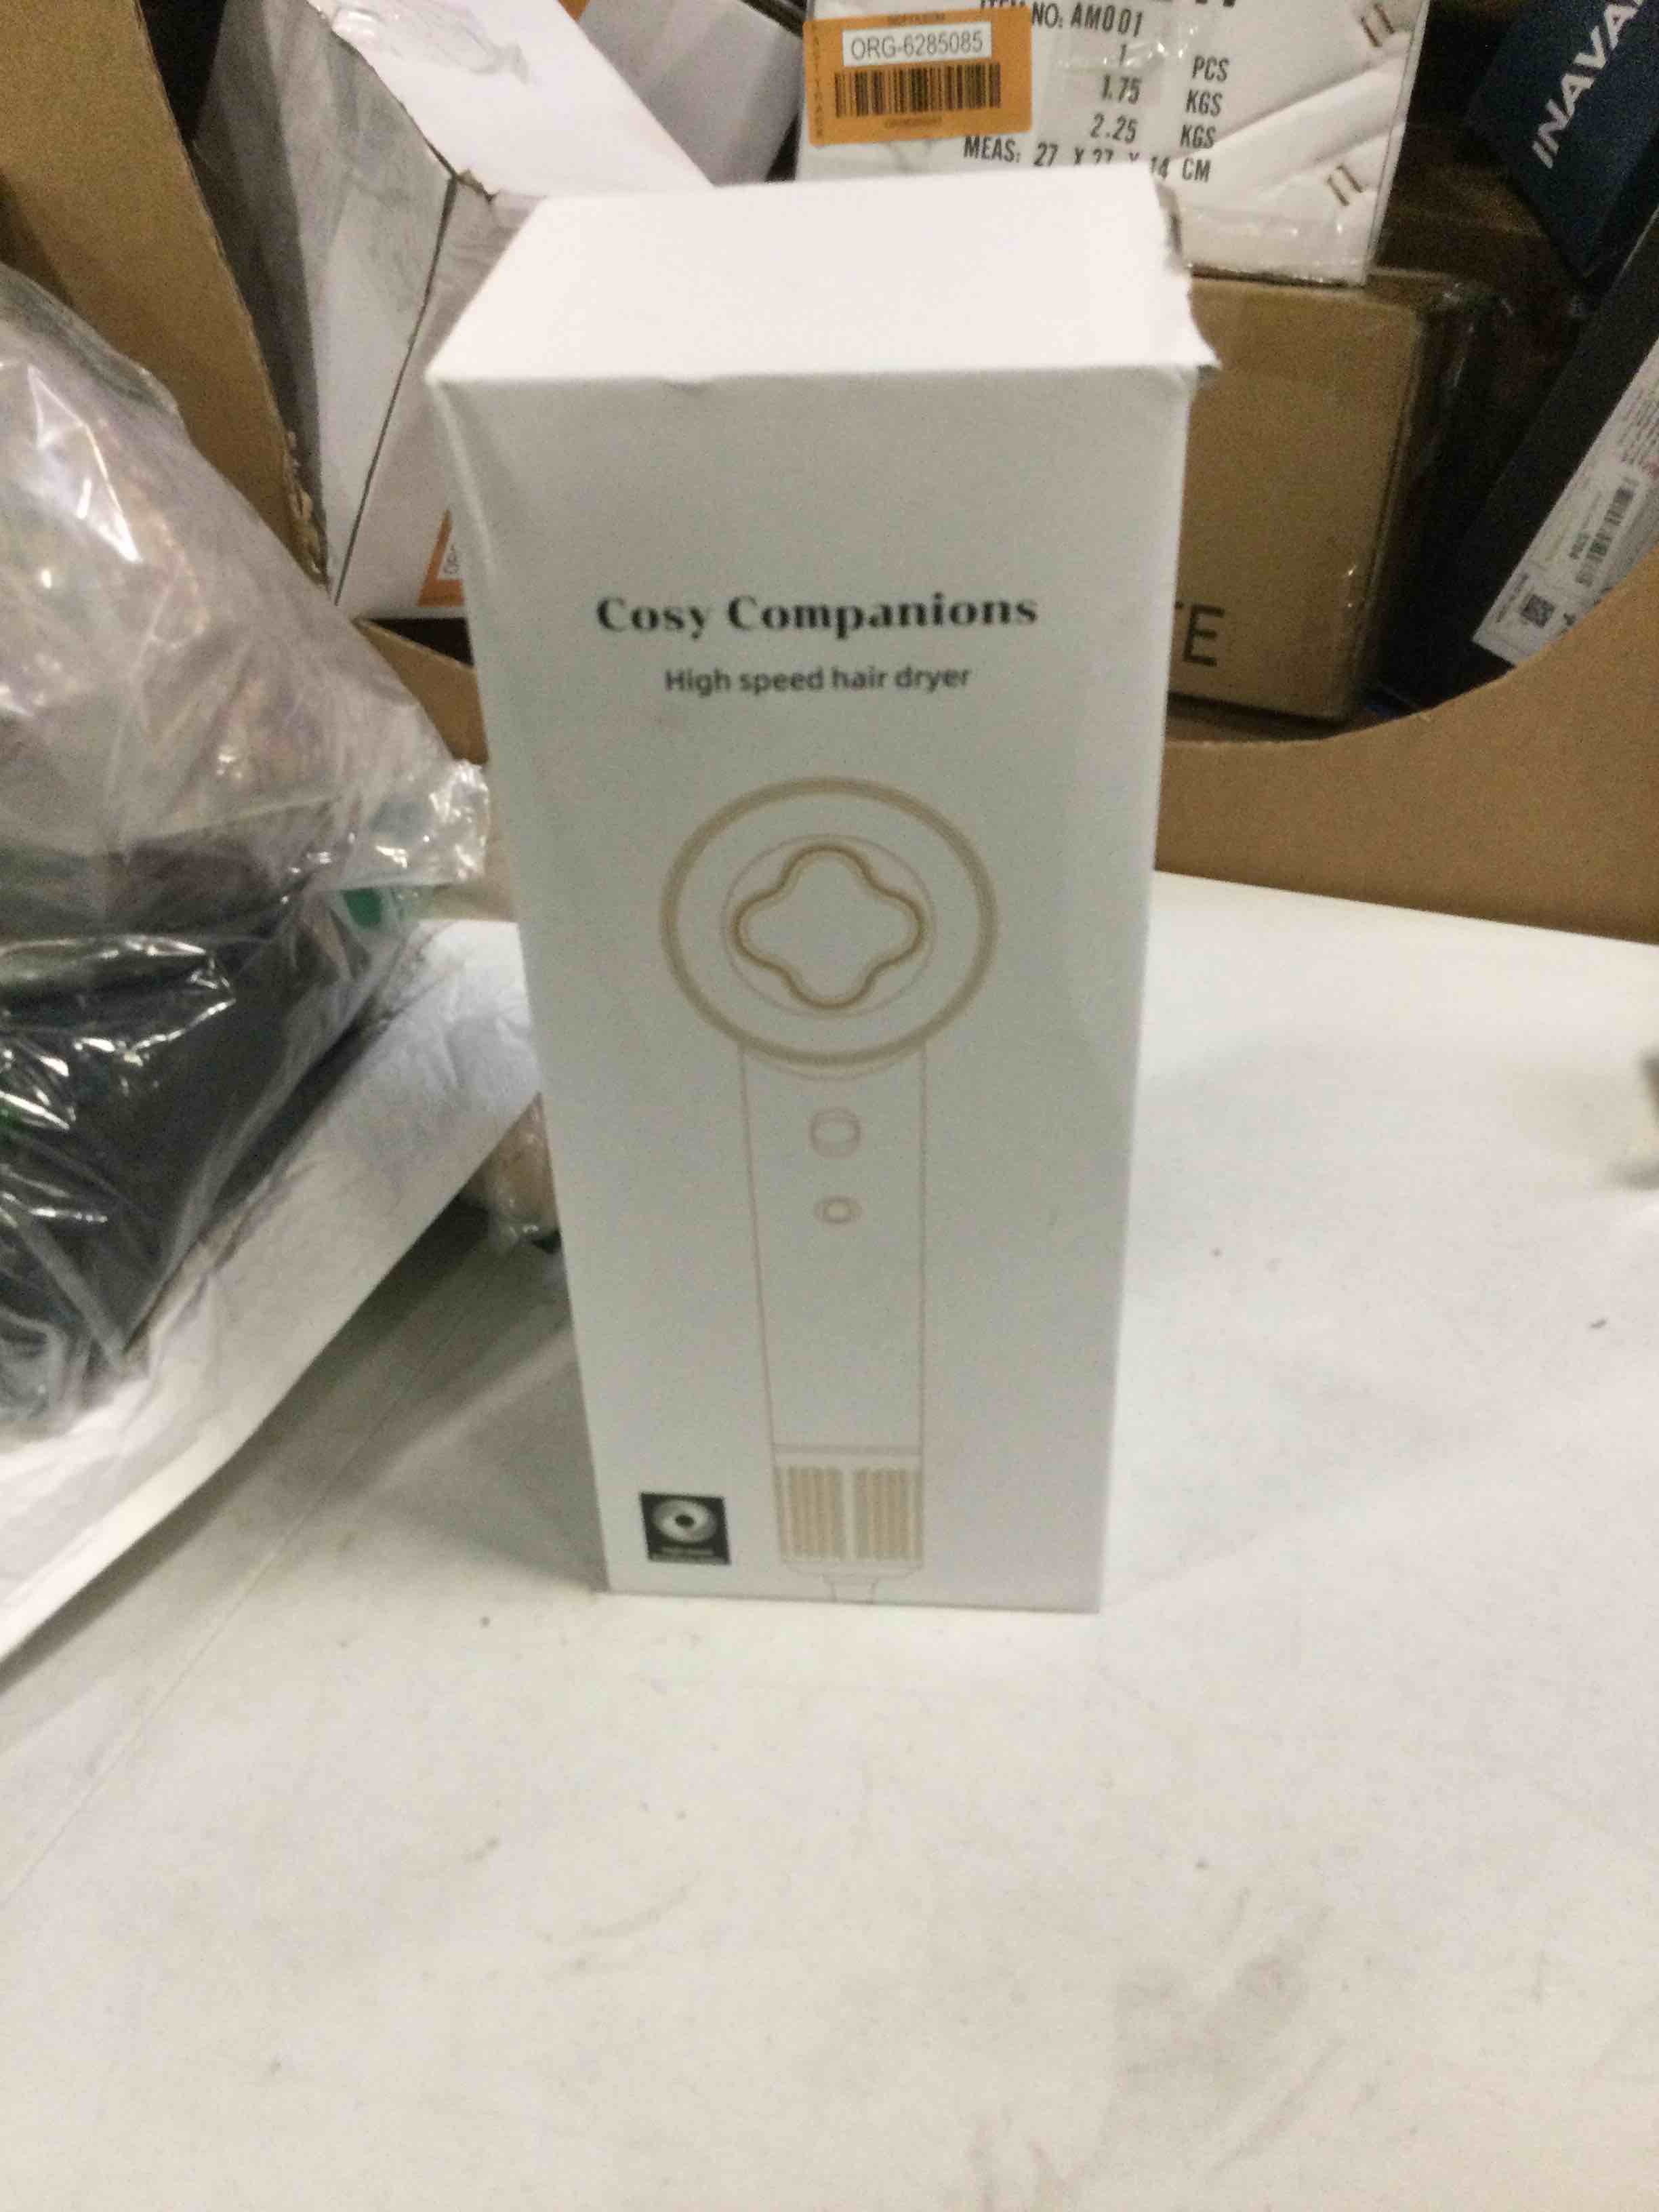 NO: AM001
ORG-6285085
1 PCS
1.75 KGS
2.25 KGS
MEAS: 27 X 27 X 14 CM
INAVA
TE
Cosy Companions
High speed hair dryer